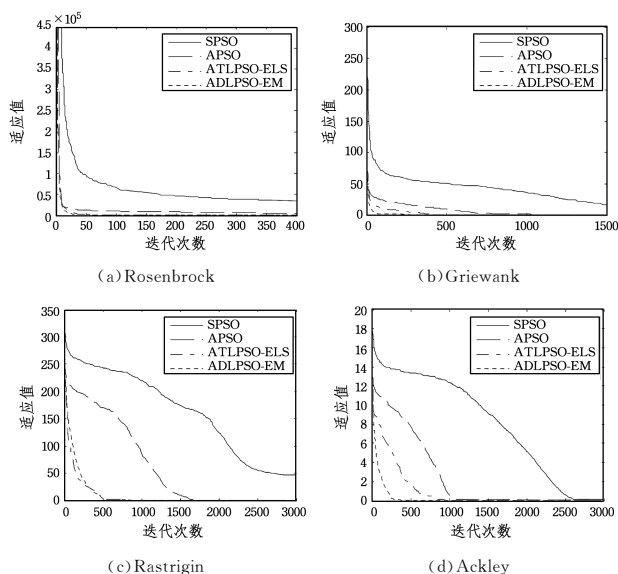 4.5 ×10⁵
4
3.5
3
2.5
2
1.5
1
0.5
0
适应值
SPSO
APSO
ATLPSO-ELS
ADLPSO-EM
0 50 100 150 200 250 300 350 400
迭代次数
(a)Rosenbrock
300
250
200
150
100
50
0
适应值
SPSO
APSO
ATLPSO-ELS
ADLPSO-EM
500 1000 1500
迭代次数
(b)Griewank
350
300
250
200
150
100
50
0
适应值
SPSO
APSO
ATLPSO-ELS
ADLPSO-EM
0 500 1000 1500 2000 2500 3000
迭代次数
(c)Rastrigin
20
18
16
14
12
10
8
6
4
2
0
适应值
SPSO
APSO
ATLPSO-ELS
ADLPSO-EM
0 500 1000 1500 2000 2500 3000
迭代次数
(d)Ackley